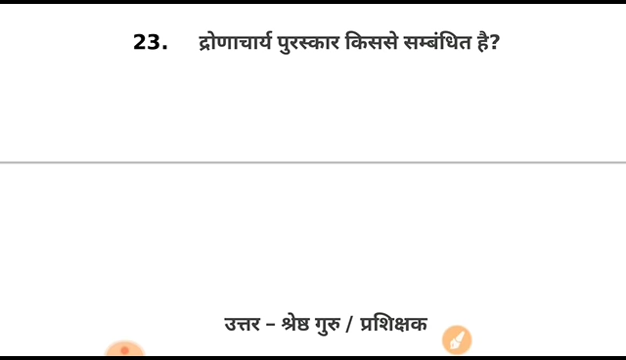 23. द्रोणाचार्य पुरस्कार किससे सम्बंधित है?
उत्तर – श्रेष्ठ गुरु / प्रशिक्षक